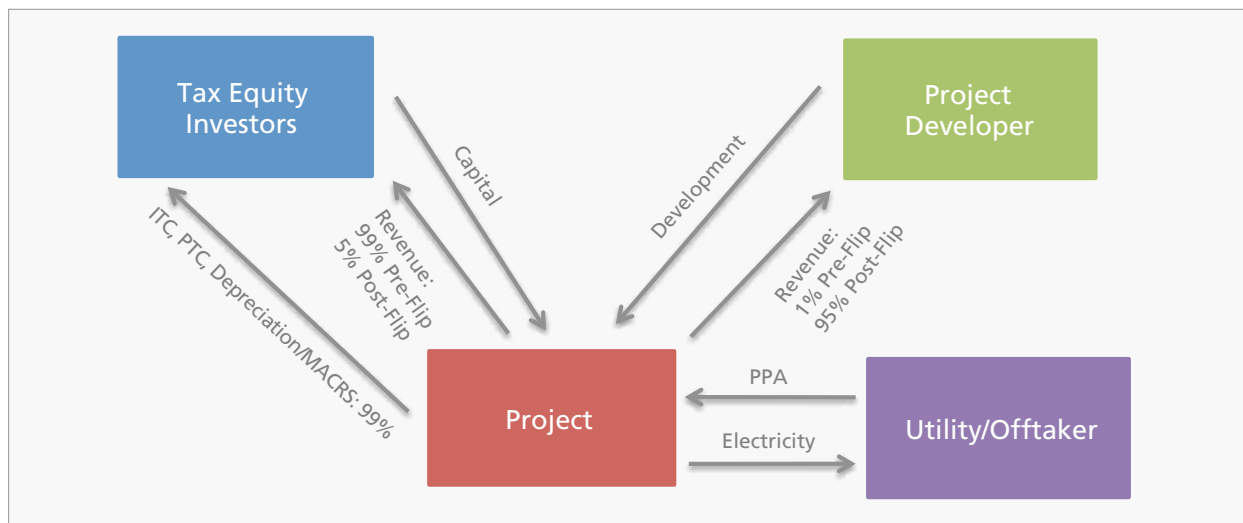 Tax Equity
Investors
Project
Developer
Capital
Development
Revenue:
99% Pre-Flip
5% Post-Flip
ITC, PTC, Depreciation/MACRS: 99%
Revenue:
1% Pre-Flip
95% Post-Flip
Project
PPA
Electricity
Utility/Offtaker